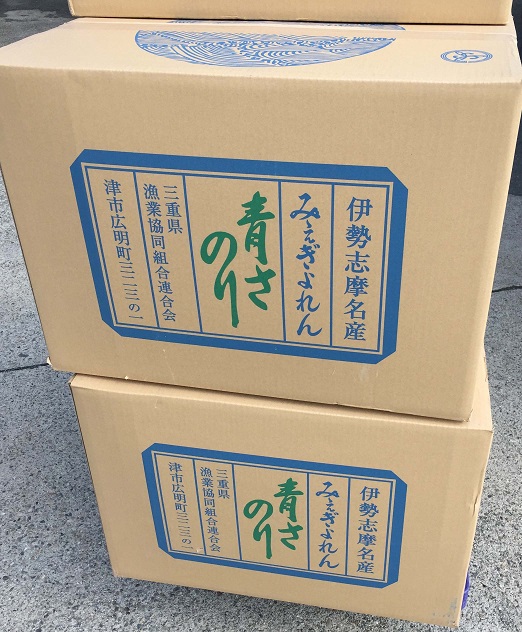 伊勢志摩名産
みえぎょれん
青さ
のり
三重県
漁業協同組合連合会
津市広明町三二三の一
伊勢志摩名産
みえぎょれん
青さ
のり
三重県
漁業協同組合連合会
津市広明町三二三の一